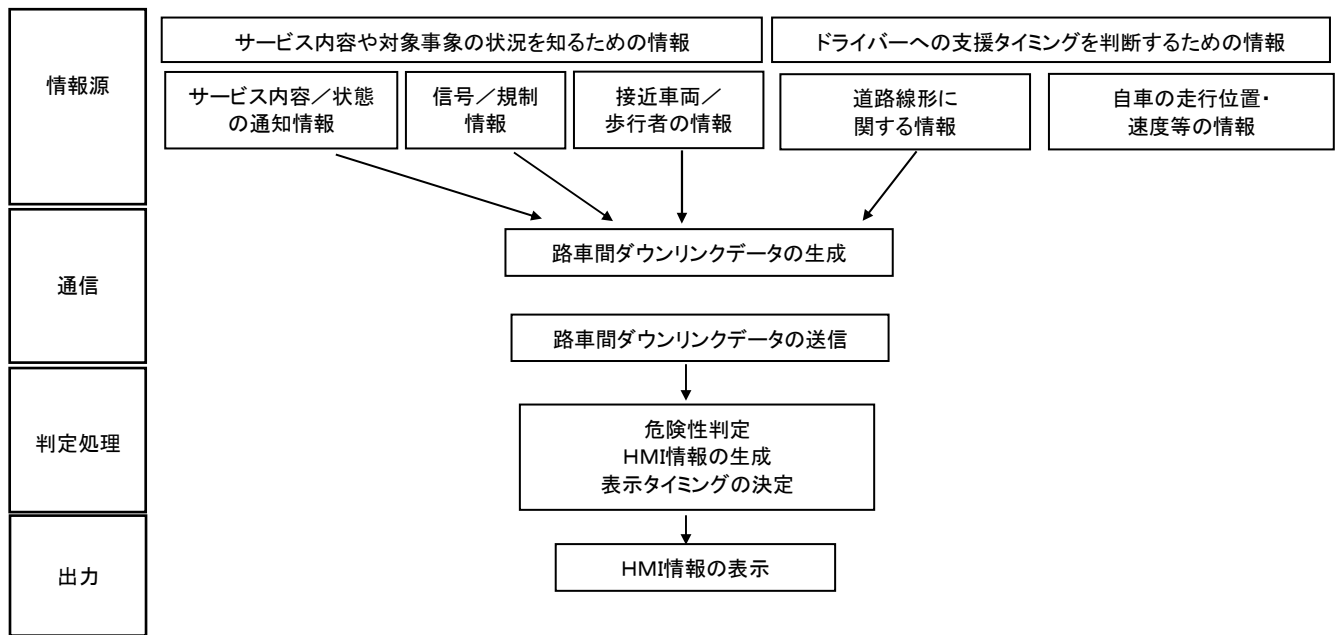 情報源
サービス内容や対象事象の状況を知るための情報
ドライバーへの支援タイミングを判断するための情報
サービス内容／状態
の通知情報
信号／規制
情報
接近車両／
歩行者の情報
道路線形に
関する情報
自車の走行位置・
速度等の情報
通信
路車間ダウンリンクデータの生成
路車間ダウンリンクデータの送信
判定処理
危険性判定
HMI情報の生成
表示タイミングの決定
出力
HMI情報の表示